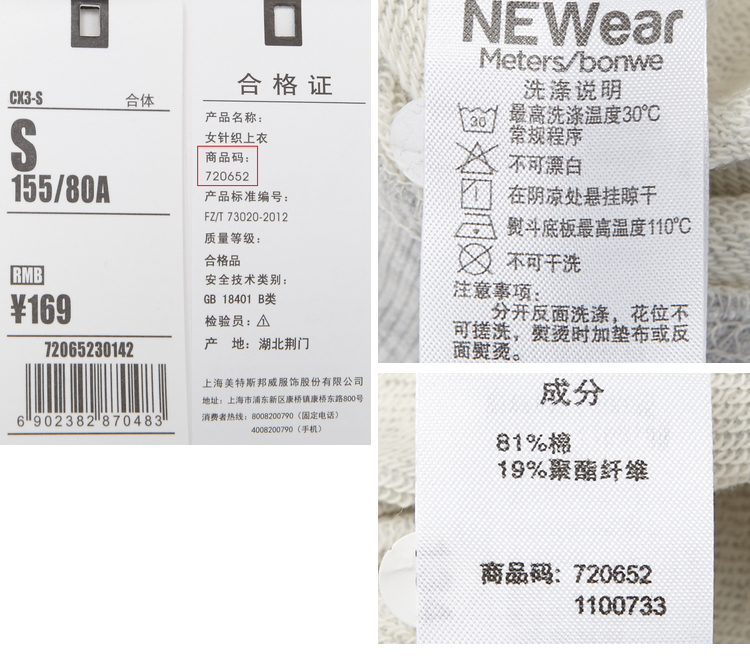 CX3-S
合体
S
155/80A
RMB
¥169
72065230142
6 902382 870483
合格证
产品名称：
女针织上衣
商品码：
720652
产品标准编号：
FZ/T 73020-2012
质量等级：
合格品
安全技术类别：
GB 18401 B类
检验员：
产 地：湖北荆门
上海美特斯邦威服饰股份有限公司
地址：上海市浦东新区康桥镇康桥东路800号
消费者热线：8008200790（固定电话）
4008200790（手机）
NEWear
Meters/bonwe
洗涤说明
30
最高洗涤温度30℃
常规程序
不可漂白
在阴凉处悬挂晾干
熨斗底板最高温度110℃
不可干洗
注意事项：
分开反面洗涤，花位不
可搓洗，熨烫时加垫布或反
面熨烫。
成分
81%棉
19%聚酯纤维
商品码：720652
1100733